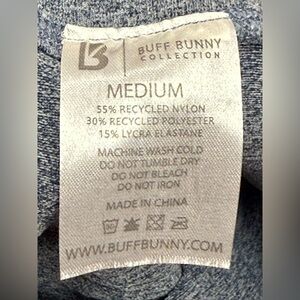 BUFF BUNNY
COLLECTION
MEDIUM
55% RECYCLED NYLON
30% RECYCLED POLYESTER
15% LYCRA ELASTANE
MACHINE WASH COLD
DO NOT TUMBLE DRY
DO NOT BLEACH
DO NOT IRON
MADE IN CHINA
WWW.BUFFBUNNY.COM